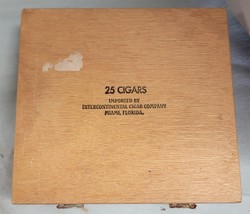 25 CIGARS
IMPORTED BY
INTERCONTINENTAL CIGAR COMPANY
MIAMI, FLORIDA.